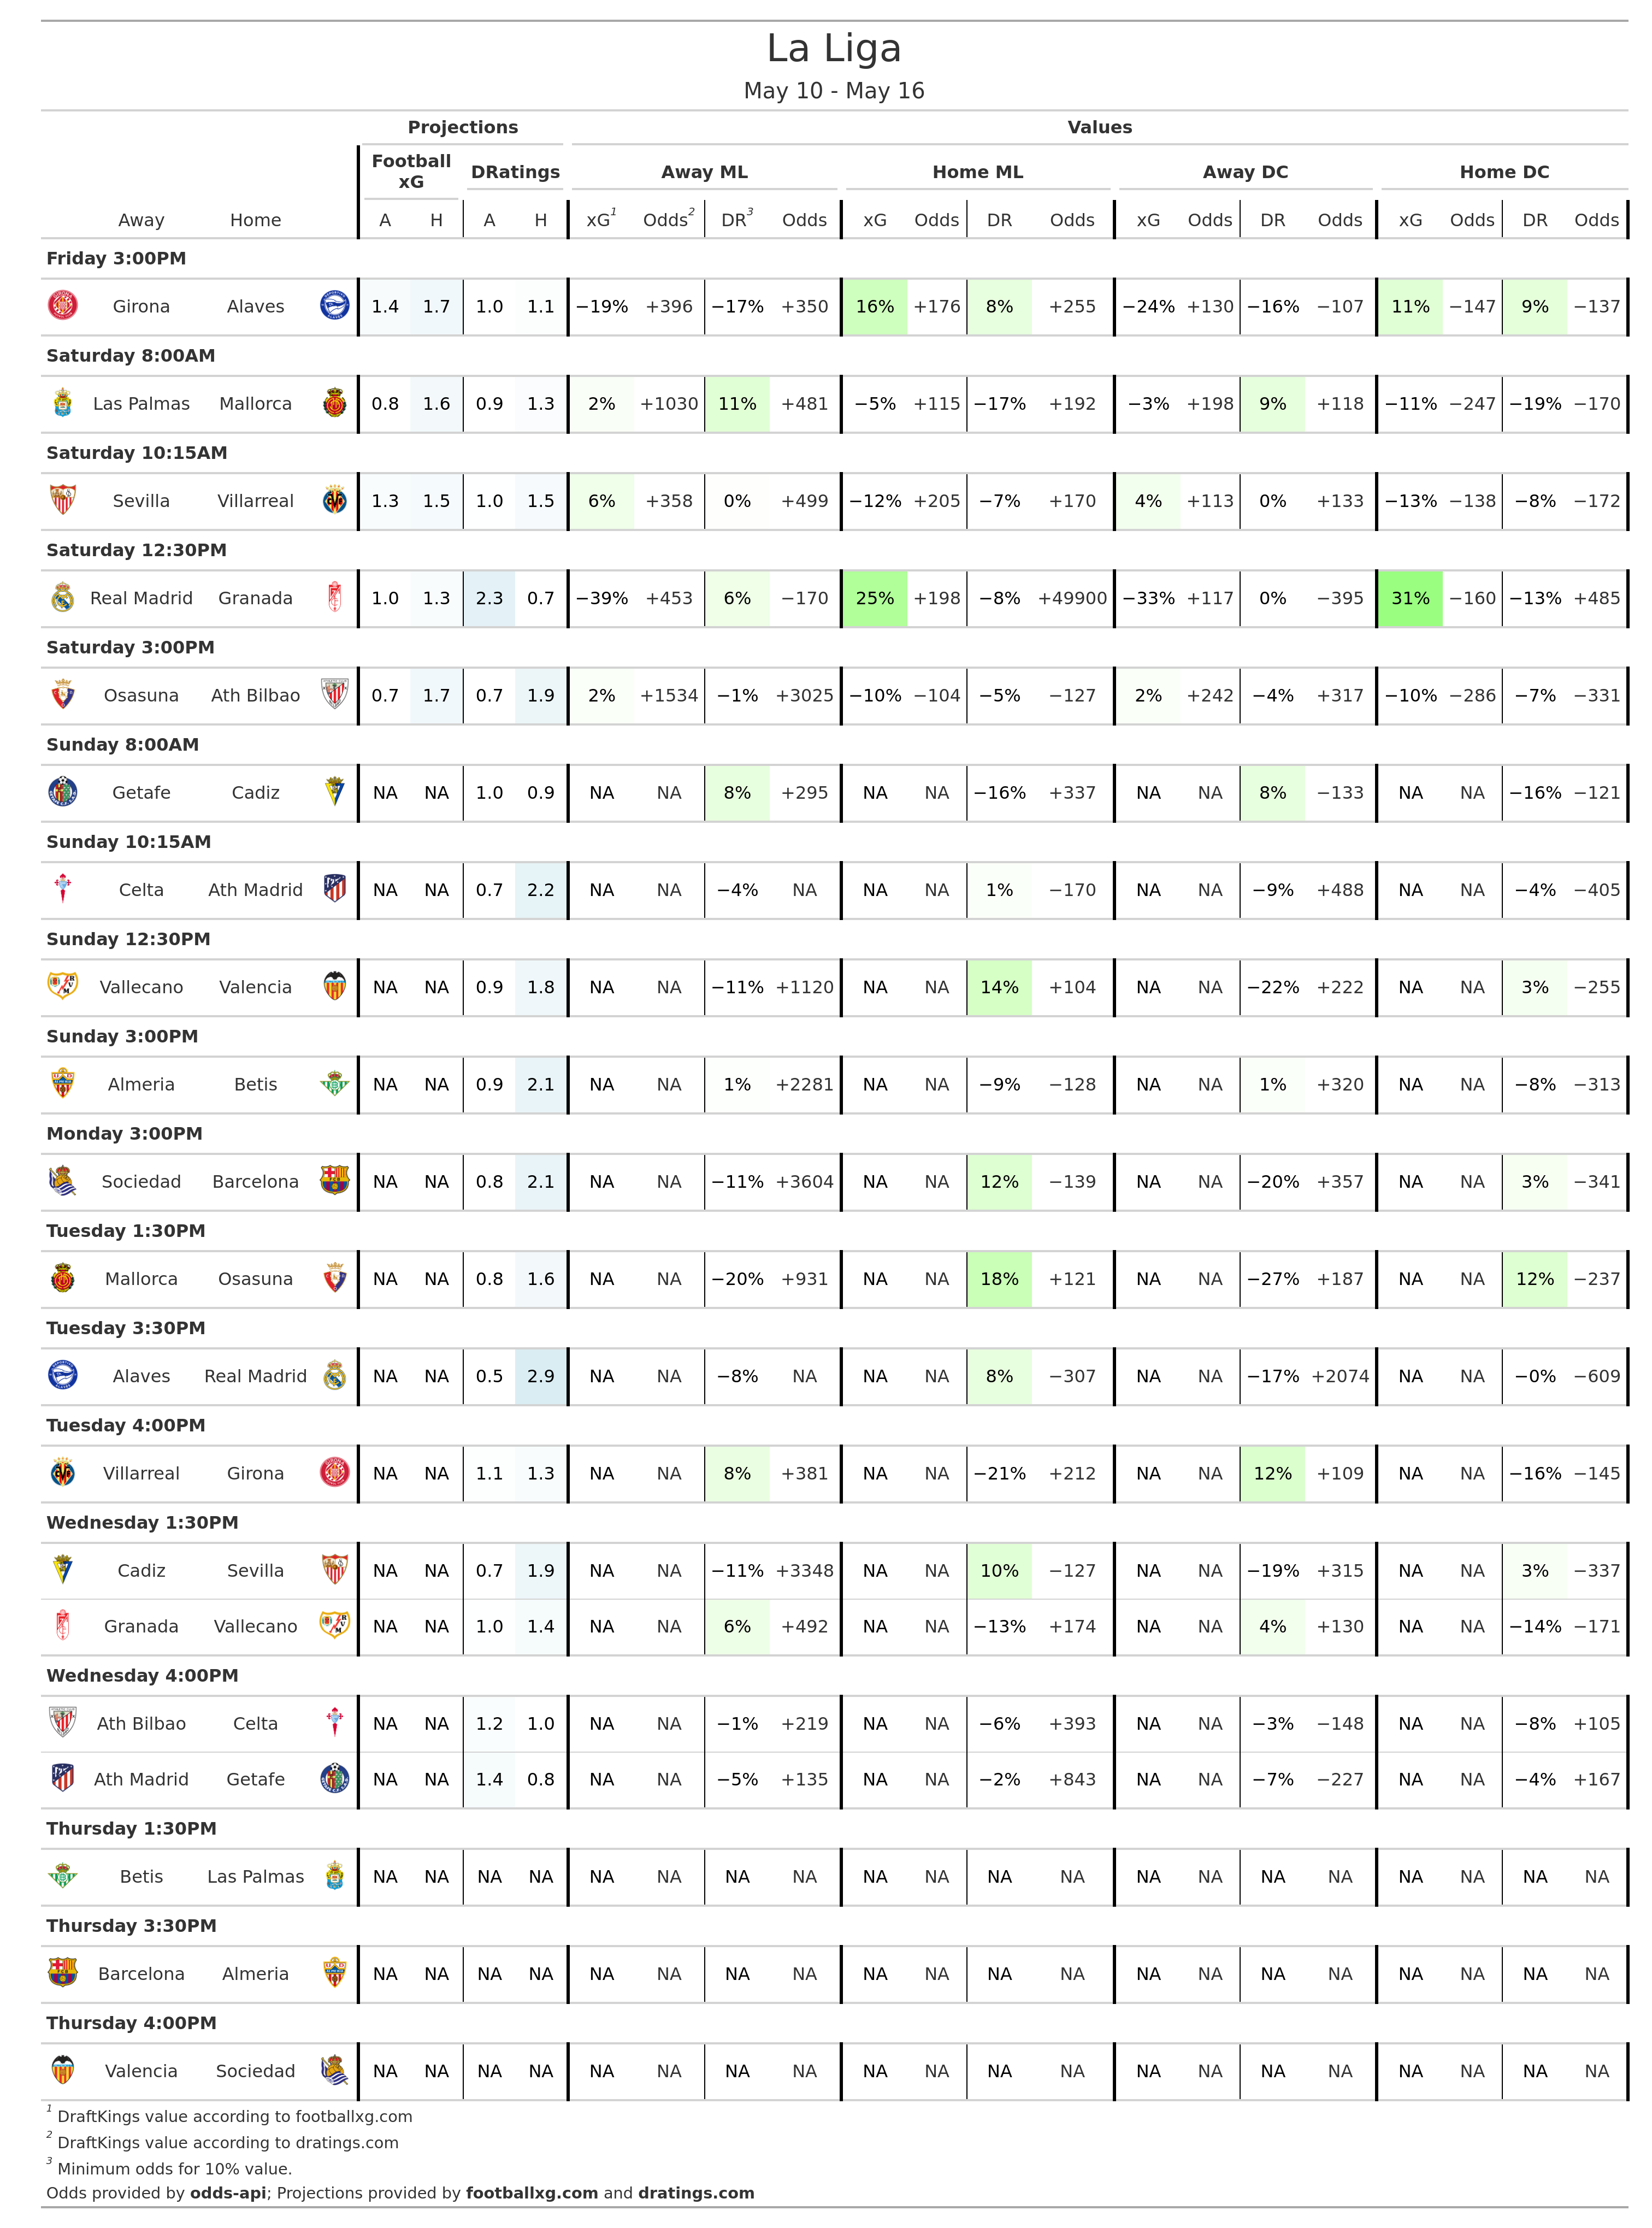 La Liga
May 10 - May 16
Projections Values
Football xG DRatings Away ML Home ML Away DC Home DC
Away Home A H A H xG1 Odds2 DR3 Odds xG Odds DR Odds xG Odds DR Odds xG Odds DR Odds
Friday 3:00PM
Girona Alaves 1.4 1.7 1.0 1.1 −19% +396 −17% +350 16% +176 8% +255 −24% +130 −16% −107 11% −147 9% −137
Saturday 8:00AM
Las Palmas Mallorca 0.8 1.6 0.9 1.3 2% +1030 11% +481 −5% +115 −17% +192 −3% +198 9% +118 −11% −247 −19% −170
Saturday 10:15AM
Sevilla Villarreal 1.3 1.5 1.0 1.5 6% +358 0% +499 −12% +205 −7% +170 4% +113 0% +133 −13% −138 −8% −172
Saturday 12:30PM
Real Madrid Granada 1.0 1.3 2.3 0.7 −39% +453 6% −170 25% +198 −8% +49900 −33% +117 0% −395 31% −160 −13% +485
Saturday 3:00PM
Osasuna Ath Bilbao 0.7 1.7 0.7 1.9 2% +1534 −1% +3025 −10% −104 −5% −127 2% +242 −4% +317 −10% −286 −7% −331
Sunday 8:00AM
Getafe Cadiz NA NA 1.0 0.9 NA NA 8% +295 NA NA −16% +337 NA NA 8% −133 NA NA −16% −121
Sunday 10:15AM
Celta Ath Madrid NA NA 0.7 2.2 NA NA −4% NA NA NA 1% −170 NA NA −9% +488 NA NA −4% −405
Sunday 12:30PM
Vallecano Valencia NA NA 0.9 1.8 NA NA −11% +1120 NA NA 14% +104 NA NA −22% +222 NA NA 3% −255
Sunday 3:00PM
Almeria Betis NA NA 0.9 2.1 NA NA 1% +2281 NA NA −9% −128 NA NA 1% +320 NA NA −8% −313
Monday 3:00PM
Sociedad Barcelona NA NA 0.8 2.1 NA NA −11% +3604 NA NA 12% −139 NA NA −20% +357 NA NA 3% −341
Tuesday 1:30PM
Mallorca Osasuna NA NA 0.8 1.6 NA NA −20% +931 NA NA 18% +121 NA NA −27% +187 NA NA 12% −237
Tuesday 3:30PM
Alaves Real Madrid NA NA 0.5 2.9 NA NA −8% NA NA NA 8% −307 NA NA −17% +2074 NA NA −0% −609
Tuesday 4:00PM
Villarreal Girona NA NA 1.1 1.3 NA NA 8% +381 NA NA −21% +212 NA NA 12% +109 NA NA −16% −145
Wednesday 1:30PM
Cadiz Sevilla NA NA 0.7 1.9 NA NA −11% +3348 NA NA 10% −127 NA NA −19% +315 NA NA 3% −337
Granada Vallecano NA NA 1.0 1.4 NA NA 6% +492 NA NA −13% +174 NA NA 4% +130 NA NA −14% −171
Wednesday 4:00PM
Ath Bilbao Celta NA NA 1.2 1.0 NA NA −1% +219 NA NA −6% +393 NA NA −3% −148 NA NA −8% +105
Ath Madrid Getafe NA NA 1.4 0.8 NA NA −5% +135 NA NA −2% +843 NA NA −7% −227 NA NA −4% +167
Thursday 1:30PM
Betis Las Palmas NA NA NA NA NA NA NA NA NA NA NA NA NA NA NA NA NA NA NA NA
Thursday 3:30PM
Barcelona Almeria NA NA NA NA NA NA NA NA NA NA NA NA NA NA NA NA NA NA NA NA
Thursday 4:00PM
Valencia Sociedad NA NA NA NA NA NA NA NA NA NA NA NA NA NA NA NA NA NA NA NA
1 DraftKings value according to footballxg.com
2 DraftKings value according to dratings.com
3 Minimum odds for 10% value.
Odds provided by odds-api; Projections provided by footballxg.com and dratings.com